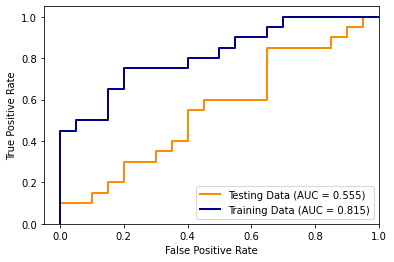 1.0
0.8
0.6
0.4
0.2
0.0
True Positive Rate
Testing Data (AUC = 0.555)
Training Data (AUC = 0.815)
0.0 0.2 0.4 0.6 0.8 1.0
False Positive Rate